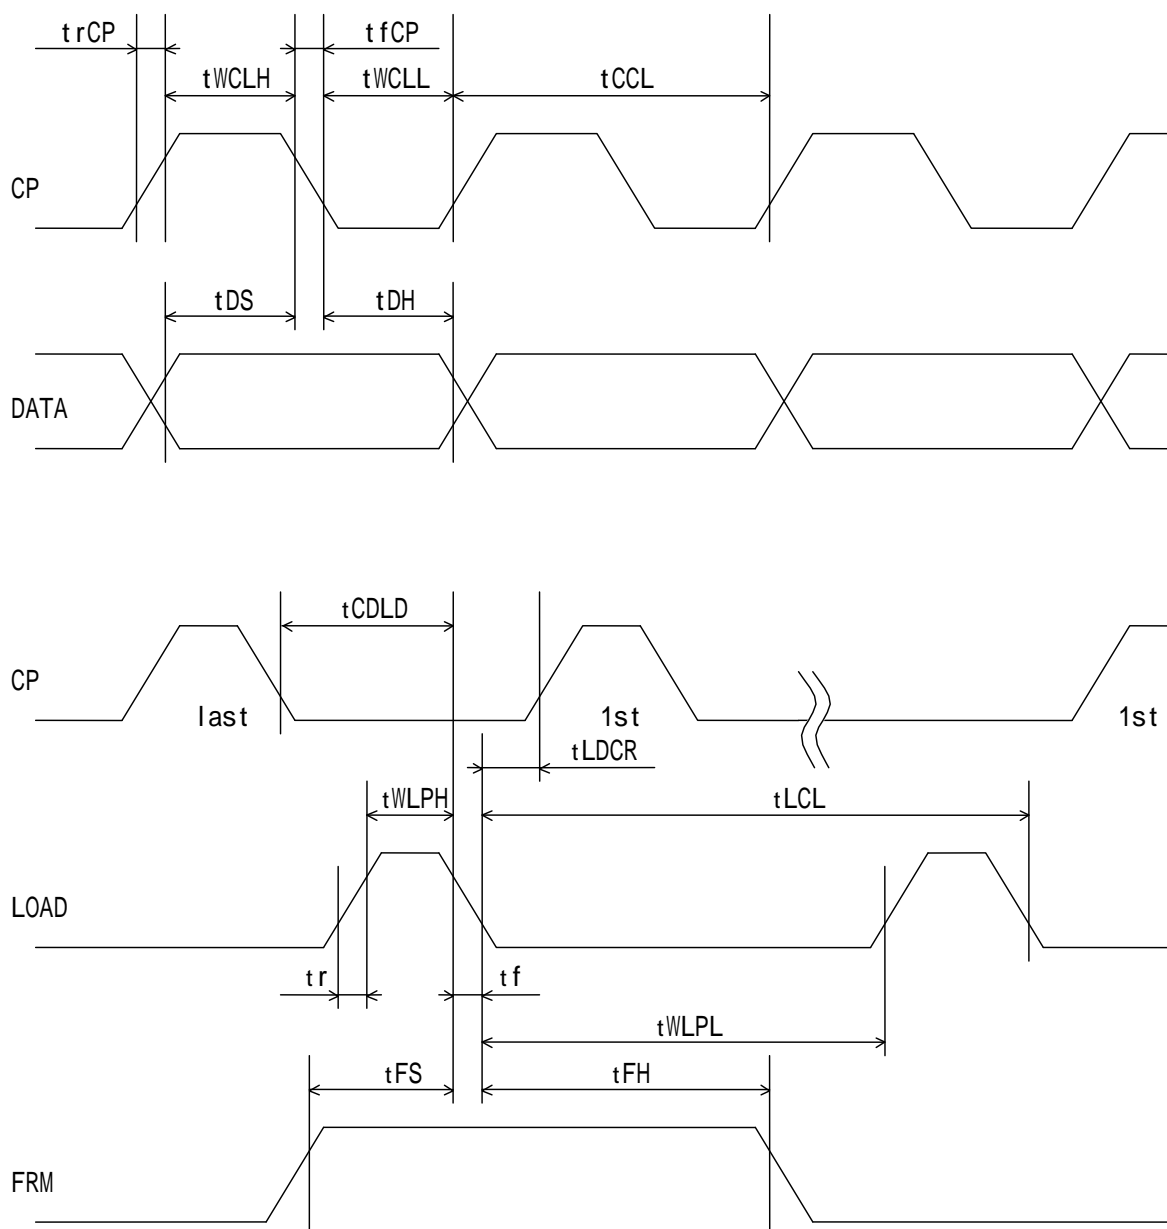 trCP
tfCP
tWCLH
tWCLL
tCCL
CP
tDS
tDH
DATA
tCDLD
CP
last
1st
1st
tLDCR
tWLPH
tLCL
LOAD
tr
tf
tWLPL
tFS
tFH
FRM